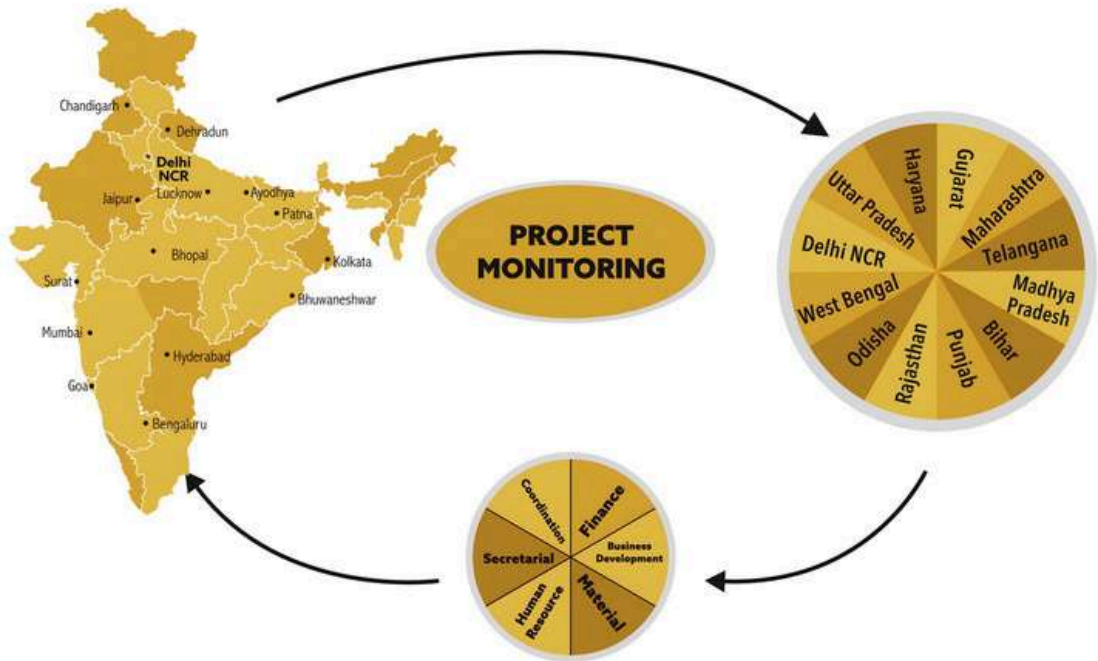 Chandigarh
Dehradun
Delhi
NCR
Jaipur
Lucknow
Ayodhya
Patna
Bhopal
Kolkata
Surat
Bhuwaneshwar
Mumbai
Hyderabad
Goa
Bengaluru
PROJECT
MONITORING
Haryana
Gujarat
Maharashtra
Telangana
Madhya
Pradesh
Bihar
Punjab
Rajasthan
Odisha
West Bengal
Delhi NCR
Uttar Pradesh
Coordination
Finance
Business
Development
Material
Human
Resource
Secretarial